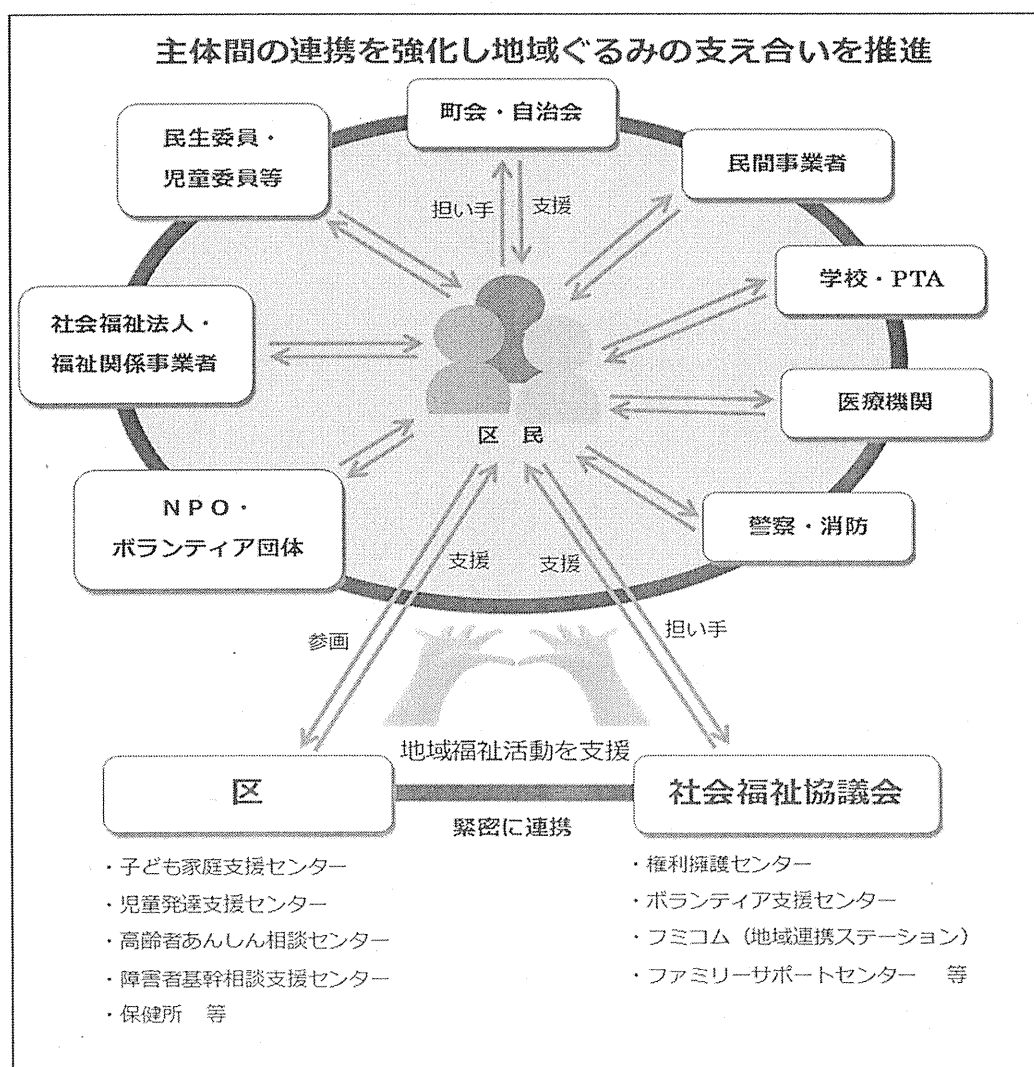 主体間の連携を強化し地域ぐるみの支え合いを推進
町会・自治会
民生委員・
児童委員等
民間事業者
担い手
支援
学校・PTA
社会福祉法人・
福祉関係事業者
医療機関
区民
NPO・
ボランティア団体
警察・消防
支援
支援
参画
担い手
地域福祉活動を支援
区
社会福祉協議会
緊密に連携
・子ども家庭支援センター
・児童発達支援センター
・高齢者あんしん相談センター
・障害者基幹相談支援センター
・保健所 等
・権利擁護センター
・ボランティア支援センター
・フミコム（地域連携ステーション）
・ファミリーサポートセンター 等